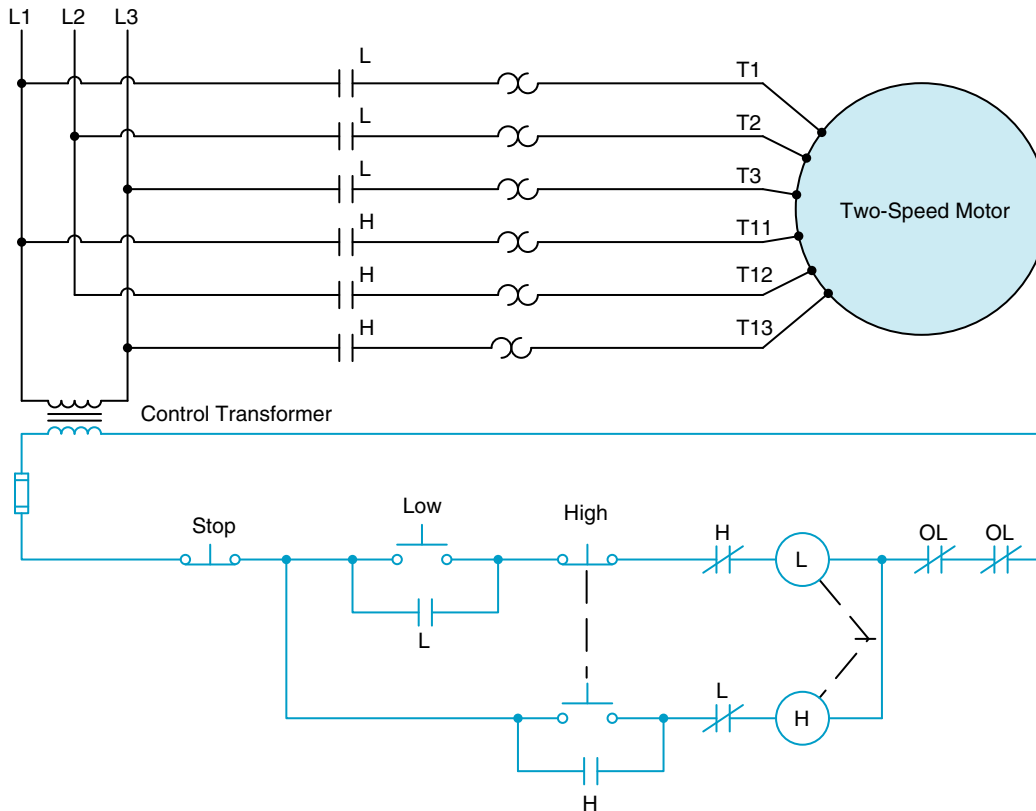 L1 L2 L3
L T1
L T2
L T3
Two-Speed Motor
H T11
H T12
H T13
Control Transformer
Stop Low High H L OL OL
L
L H
H